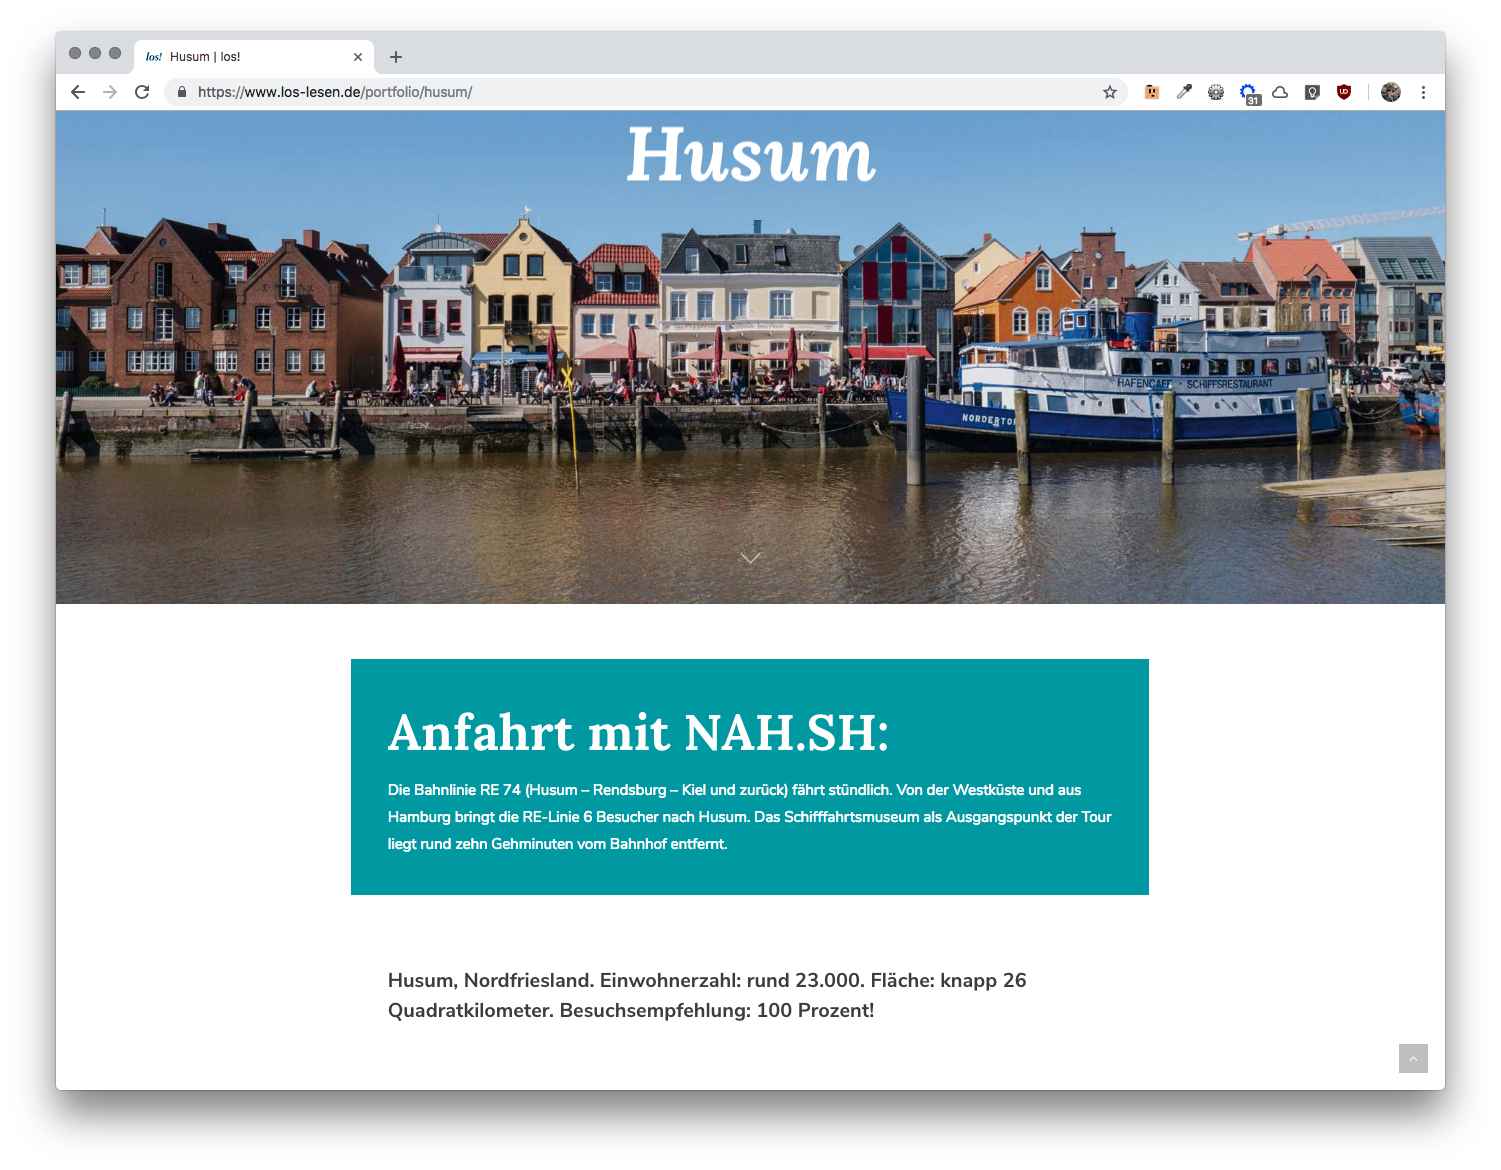 los! Husum | los!
https://www.los-lesen.de/portfolio/husum/
31
Husum
HAFENCAFE - SCHIFFSRESTAURANT
Anfahrt mit NAH.SH:
Die Bahnlinie RE 74 (Husum – Rendsburg – Kiel und zurück) fährt stündlich. Von der Westküste und aus
Hamburg bringt die RE-Linie 6 Besucher nach Husum. Das Schifffahrtsmuseum als Ausgangspunkt der Tour
liegt rund zehn Gehminuten vom Bahnhof entfernt.
Husum, Nordfriesland. Einwohnerzahl: rund 23.000. Fläche: knapp 26
Quadratkilometer. Besuchsempfehlung: 100 Prozent!